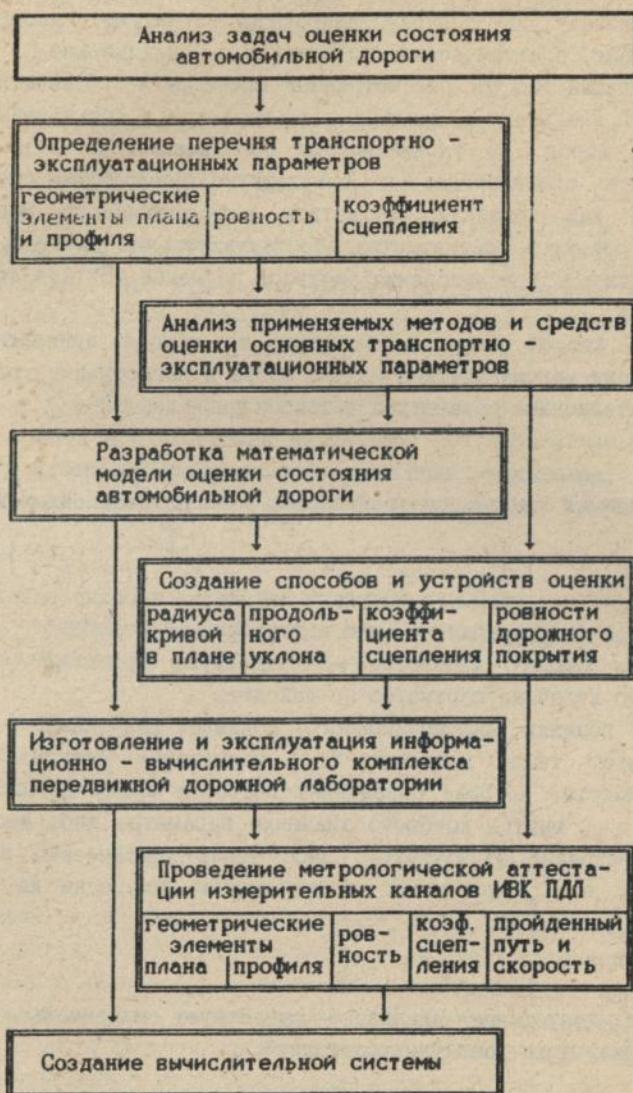 Анализ задач оценки состояния
автомобильной дороги
Определение перечня транспортно -
эксплуатационных параметров
геометрические
элементы плана
и профиля
ровность
коэффициент
сцепления
Анализ применяемых методов и средств
оценки основных транспортно -
эксплуатационных параметров
Разработка математической
модели оценки состояния
автомобильной дороги
Создание способов и устройств оценки
радиуса
кривой
в плане
продоль-
ного
уклона
коэффи-
циента
сцепления
ровности
дорожного
покрытия
Изготовление и эксплуатация информа-
ционно - вычислительного комплекса
передвижной дорожной лаборатории
Проведение метрологической аттеста-
ции измерительных каналов ИВК ПДЛ
геометрические
элементы
плана
профиля
ров-
ность
коэф.
сцеп-
ления
пройденный
путь и
скорость
Создание вычислительной системы